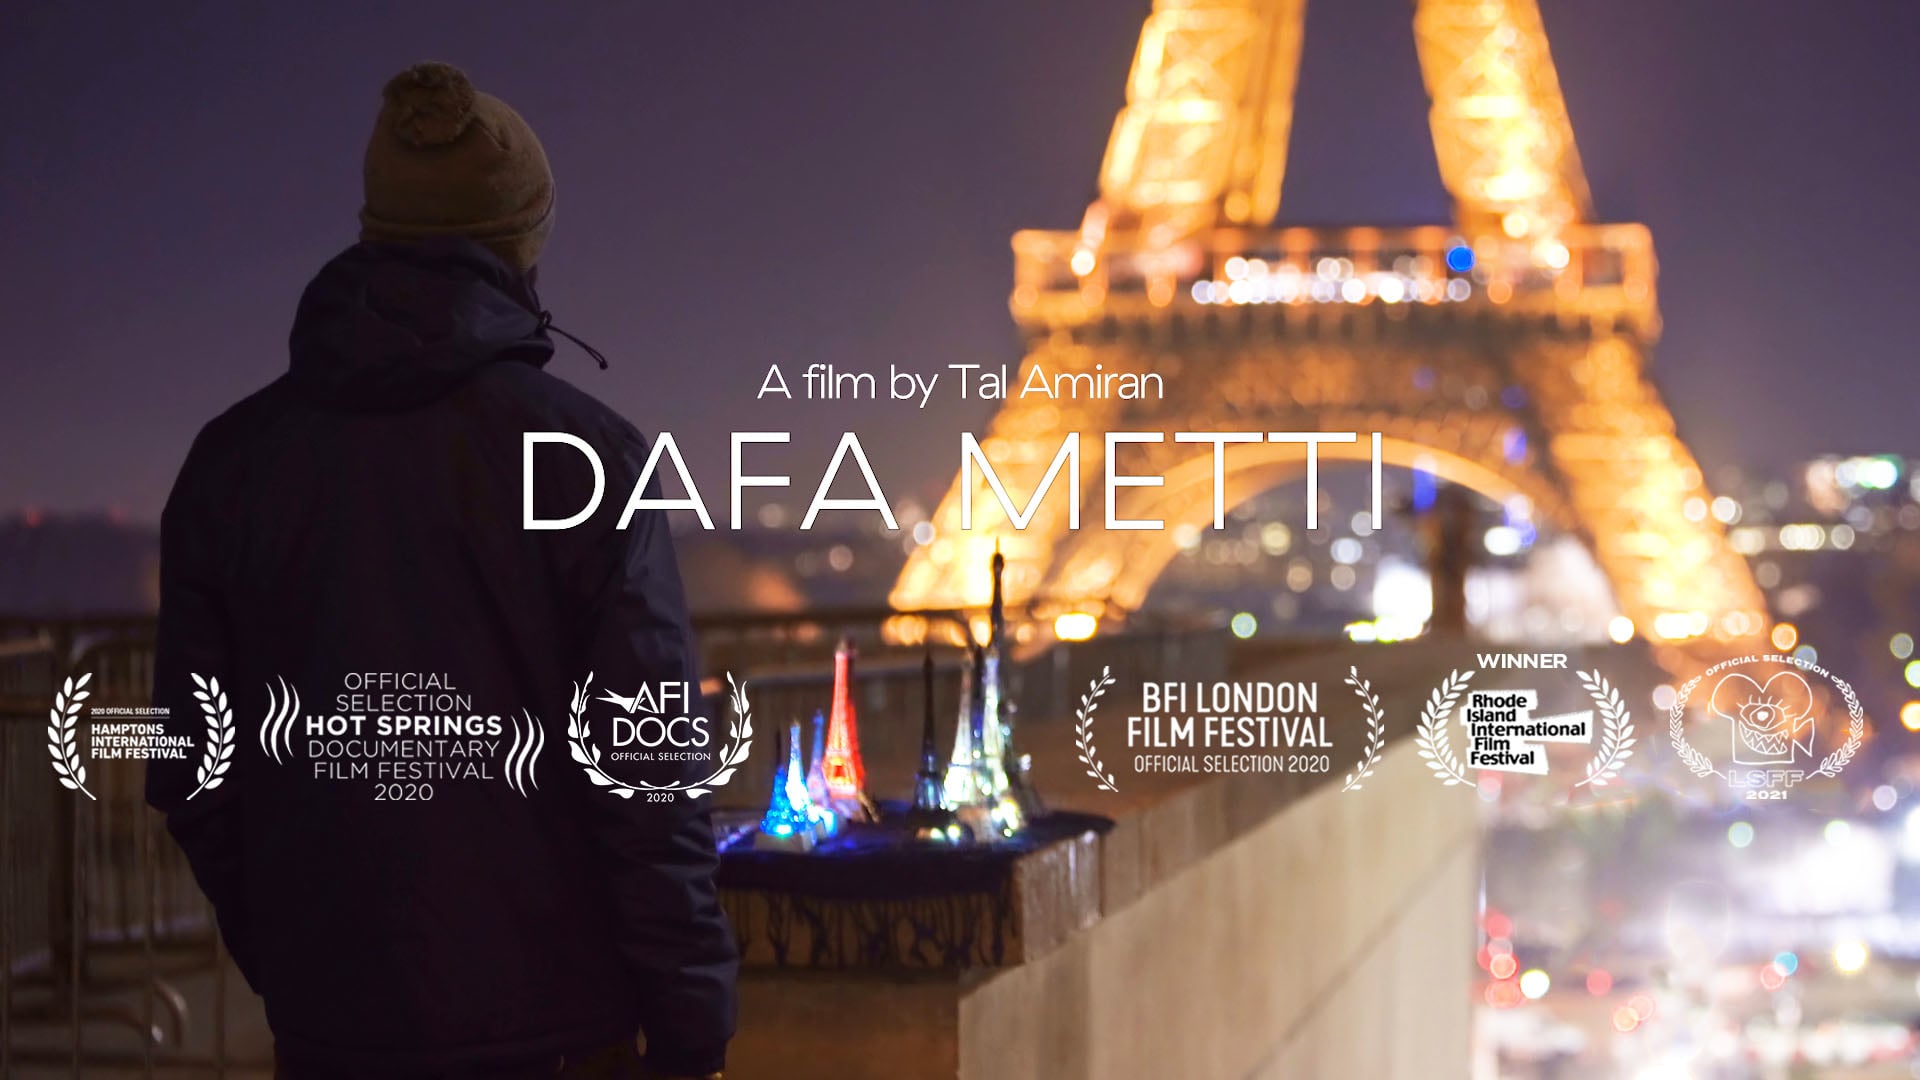 A film by Tal Amiran
DAFA METTI
2020 OFFICIAL SELECTION
HAMPTONS
INTERNATIONAL
FILM FESTIVAL
OFFICIAL
SELECTION
HOT SPRINGS
DOCUMENTARY
FILM FESTIVAL
2020
AFI
DOCS
OFFICIAL SELECTION
2020
BFI LONDON
FILM FESTIVAL
OFFICIAL SELECTION 2020
WINNER
Rhode
Island
International
Film
Festival
OFFICIAL SELECTION
LSFF
2021